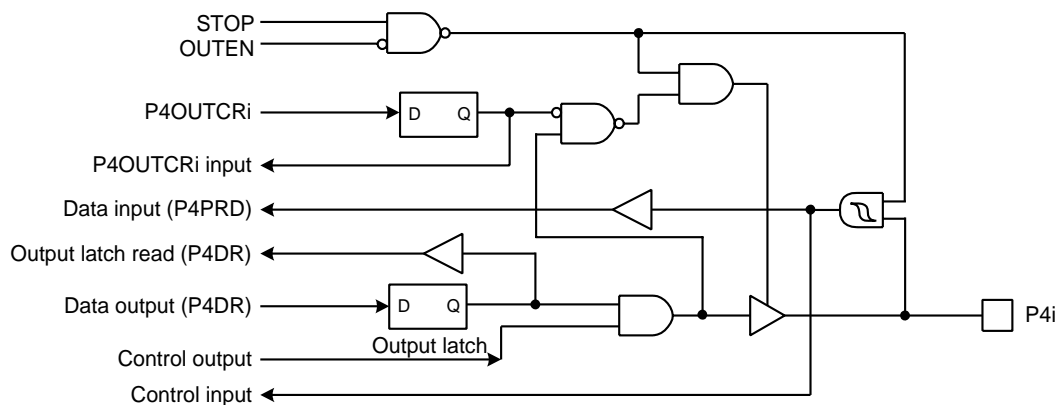 STOP
OUTEN
P4OUTCRi
D Q
P4OUTCRi input
Data input (P4PRD)
Output latch read (P4DR)
Data output (P4DR)
D Q
P4i
Output latch
Control output
Control input